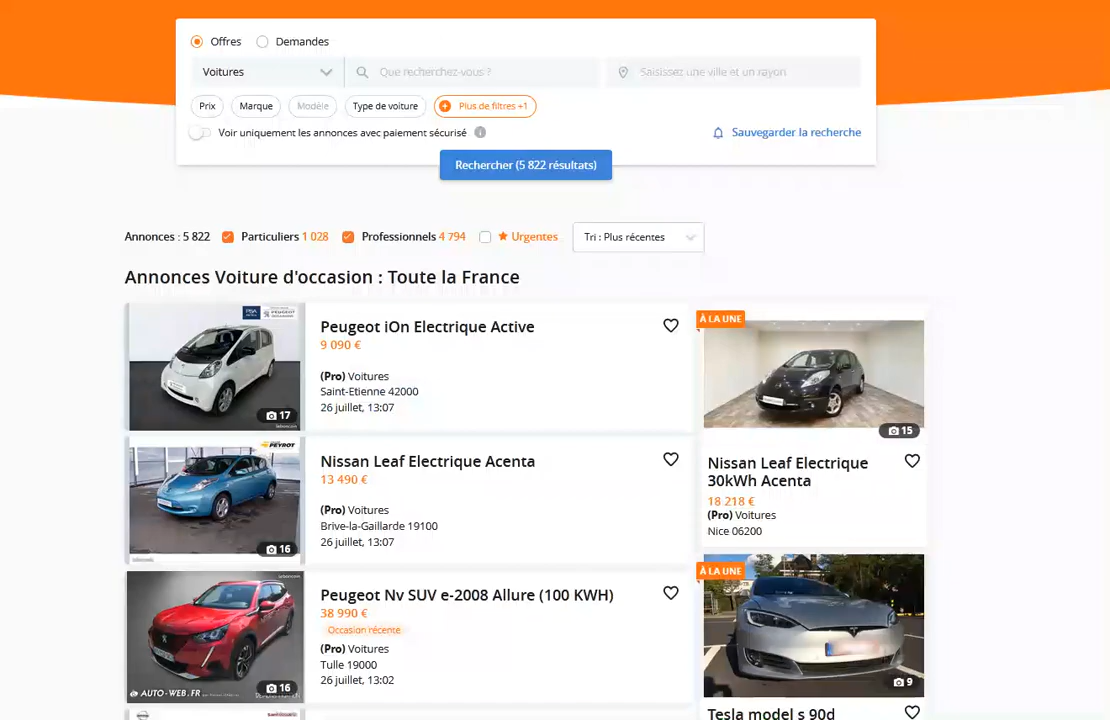 Offres Demandes
Voitures Que recherchez-vous ? Saisissez une ville et un rayon
Prix Marque Modèle Type de voiture Plus de filtres +1
Voir uniquement les annonces avec paiement sécurisé Sauvegarder la recherche
Rechercher (5 822 résultats)
Annonces : 5 822 Particuliers 1 028 Professionnels 4 794 Urgentes Tri : Plus récentes
Annonces Voiture d'occasion : Toute la France
PEUGEOT
17
Peugeot iOn Electrique Active
9 090 €
(Pro) Voitures
Saint-Etienne 42000
26 juillet, 13:07
PEYROT
16
Nissan Leaf Electrique Acenta
13 490 €
(Pro) Voitures
Brive-la-Gaillarde 19100
26 juillet, 13:07
AUTO-WEB.FR
16
Peugeot Nv SUV e-2008 Allure (100 KWH)
38 990 €
Occasion récente
(Pro) Voitures
Tulle 19000
26 juillet, 13:02
À LA UNE
15
Nissan Leaf Electrique
30kWh Acenta
18 218 €
(Pro) Voitures
Nice 06200
À LA UNE
9
Tesla model s 90d